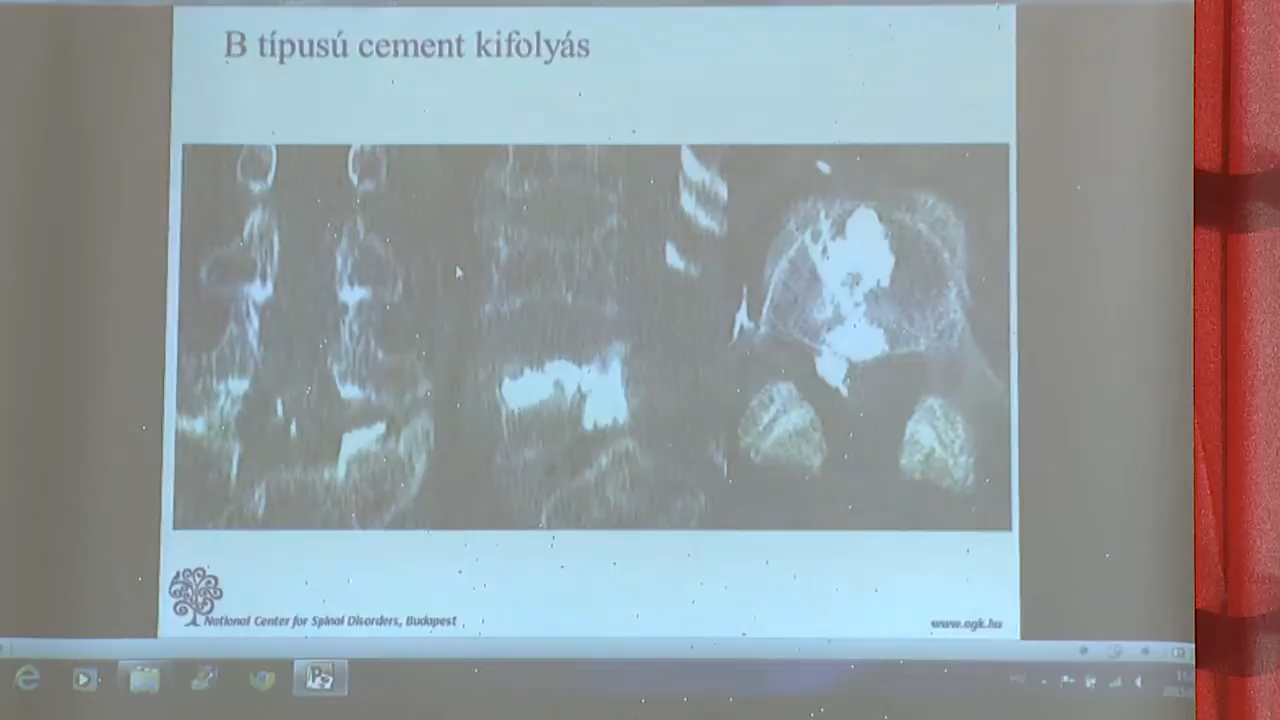 B típusú cement kifolyás
National Center for Spinal Disorders, Budapest
www.ogk.hu